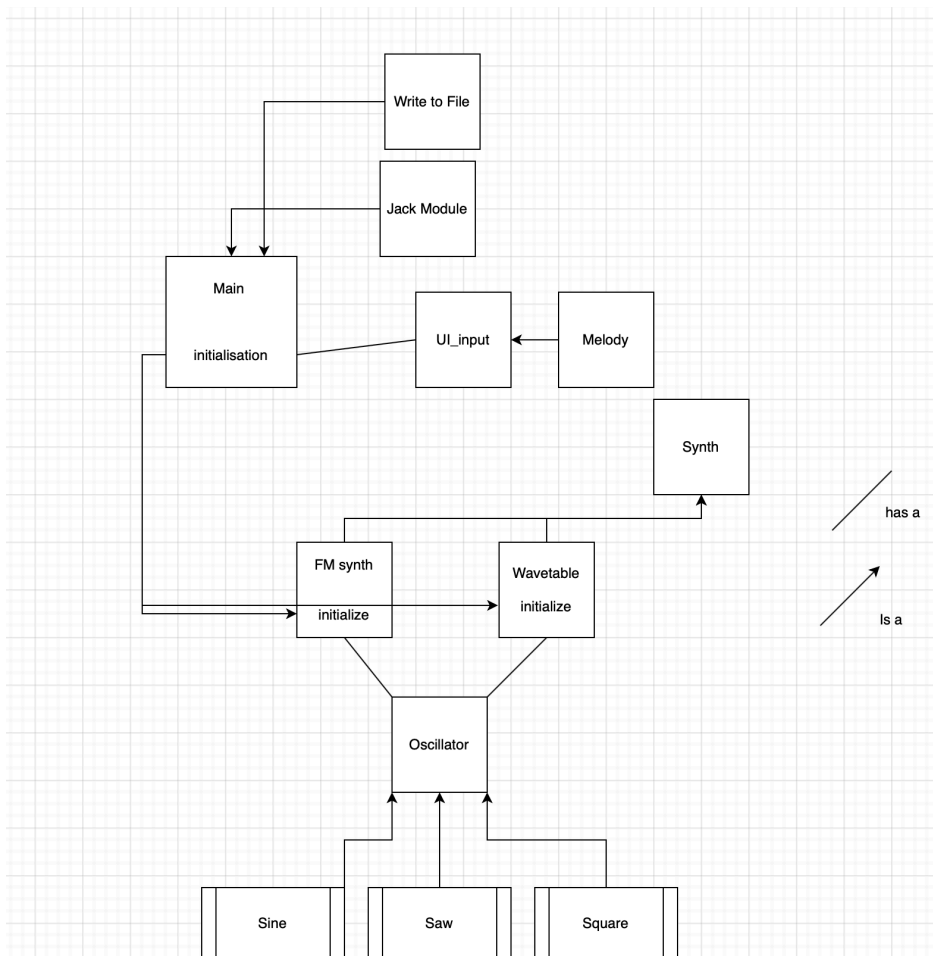 Write to File
Jack Module
Main
initialisation
UI_input
Melody
Synth
has a
FM synth
initialize
Wavetable
initialize
Is a
Oscillator
Sine
Saw
Square